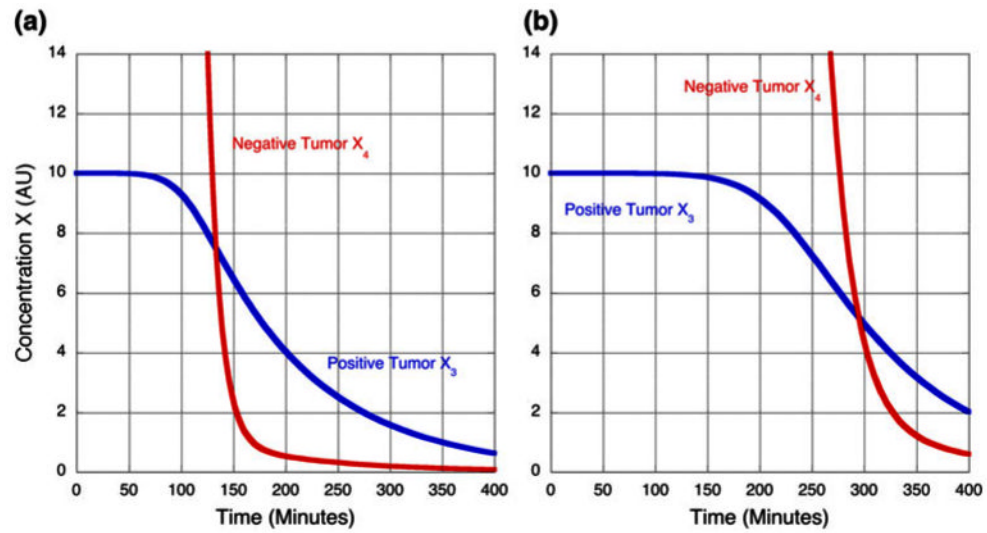 (a)
14
12
10
8
6
4
2
0
Concentration X (AU)
Negative Tumor X₄
Positive Tumor X₃
0 50 100 150 200 250 300 350 400
Time (Minutes)
(b)
14
12
10
8
6
4
2
0
Negative Tumor X₄
Positive Tumor X₃
0 50 100 150 200 250 300 350 400
Time (Minutes)